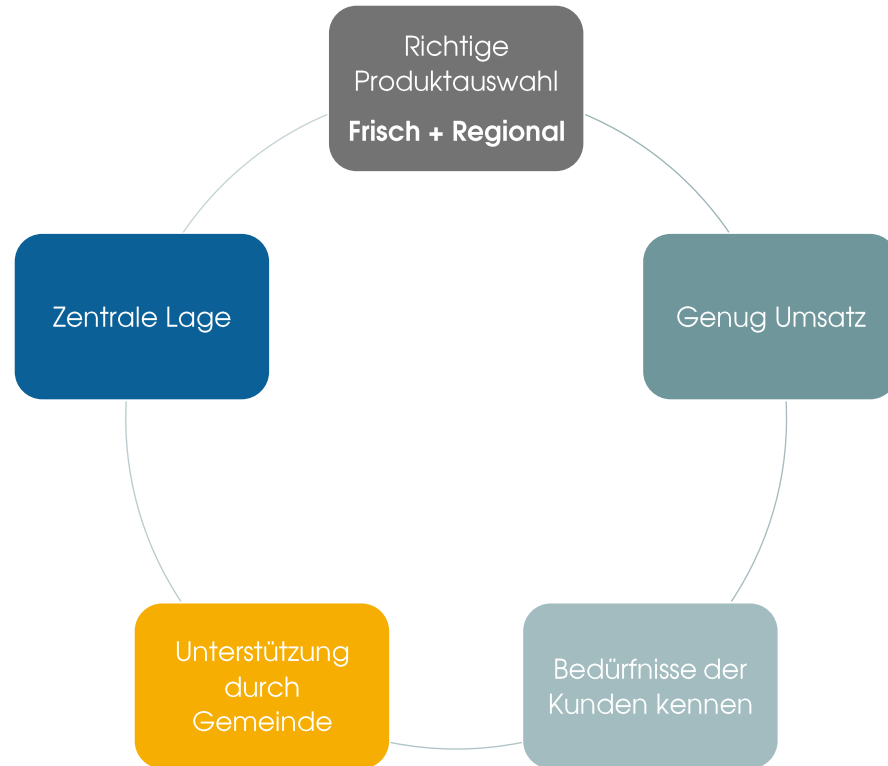 Richtige
Produktauswahl
Frisch + Regional
Zentrale Lage
Genug Umsatz
Unterstützung
durch
Gemeinde
Bedürfnisse der
Kunden kennen